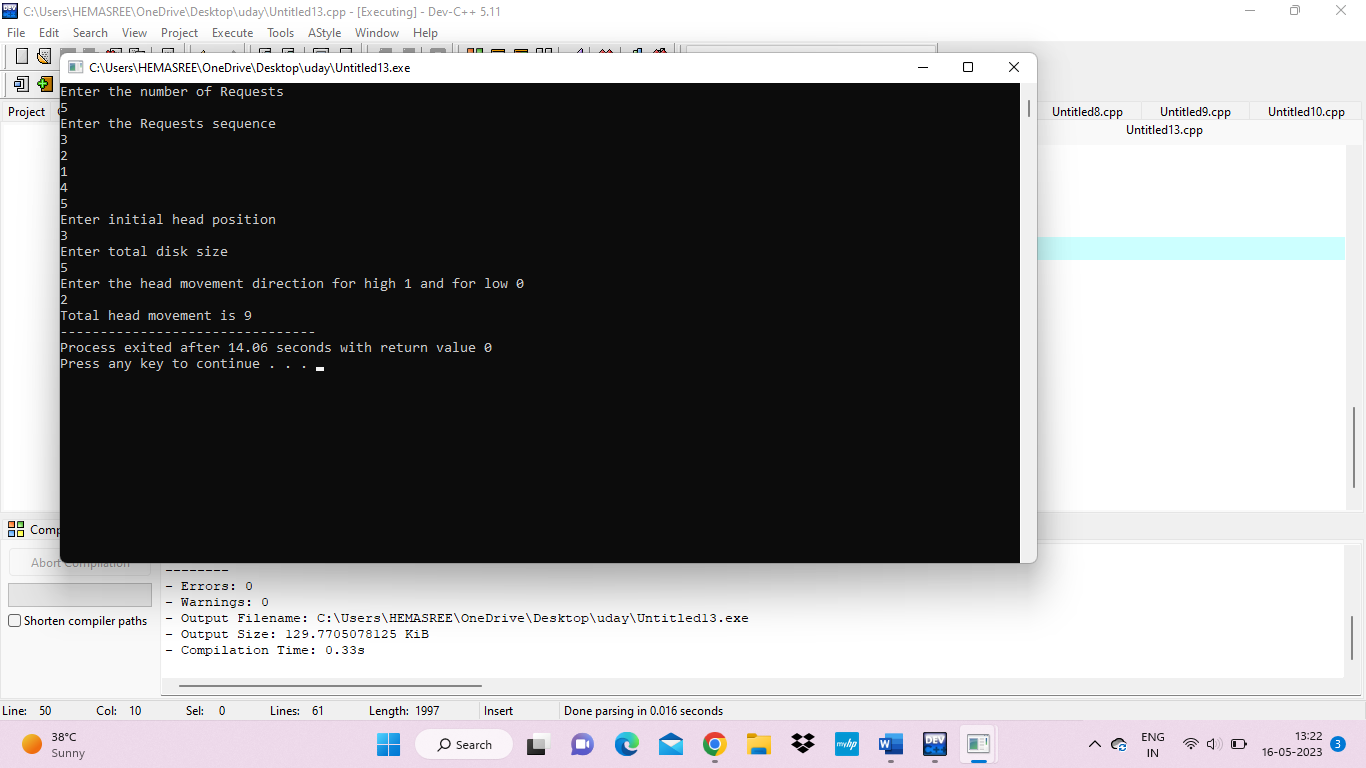 C:\Users\HEMASREE\OneDrive\Desktop\uday\Untitled13.cpp - [Executing] - Dev-C++ 5.11
File Edit Search View Project Execute Tools AStyle Window Help
C:\Users\HEMASREE\OneDrive\Desktop\uday\Untitled13.exe
Project
Untitled8.cpp Untitled9.cpp Untitled10.cpp
Untitled13.cpp
Enter the number of Requests
5
Enter the Requests sequence
3
2
1
4
5
Enter initial head position
3
Enter total disk size
5
Enter the head movement direction for high 1 and for low 0
2
Total head movement is 9
--------------------------------
Process exited after 14.06 seconds with return value 0
Press any key to continue . . .
Abort Compilation
Shorten compiler paths
--------
- Errors: 0
- Warnings: 0
- Output Filename: C:\Users\HEMASREE\OneDrive\Desktop\uday\Untitled13.exe
- Output Size: 129.7705078125 KiB
- Compilation Time: 0.33s
Line: 50 Col: 10 Sel: 0 Lines: 61 Length: 1997 Insert Done parsing in 0.016 seconds
38°C
Sunny
Search
DEV
myhp
ENG
IN
13:22
16-05-2023
3